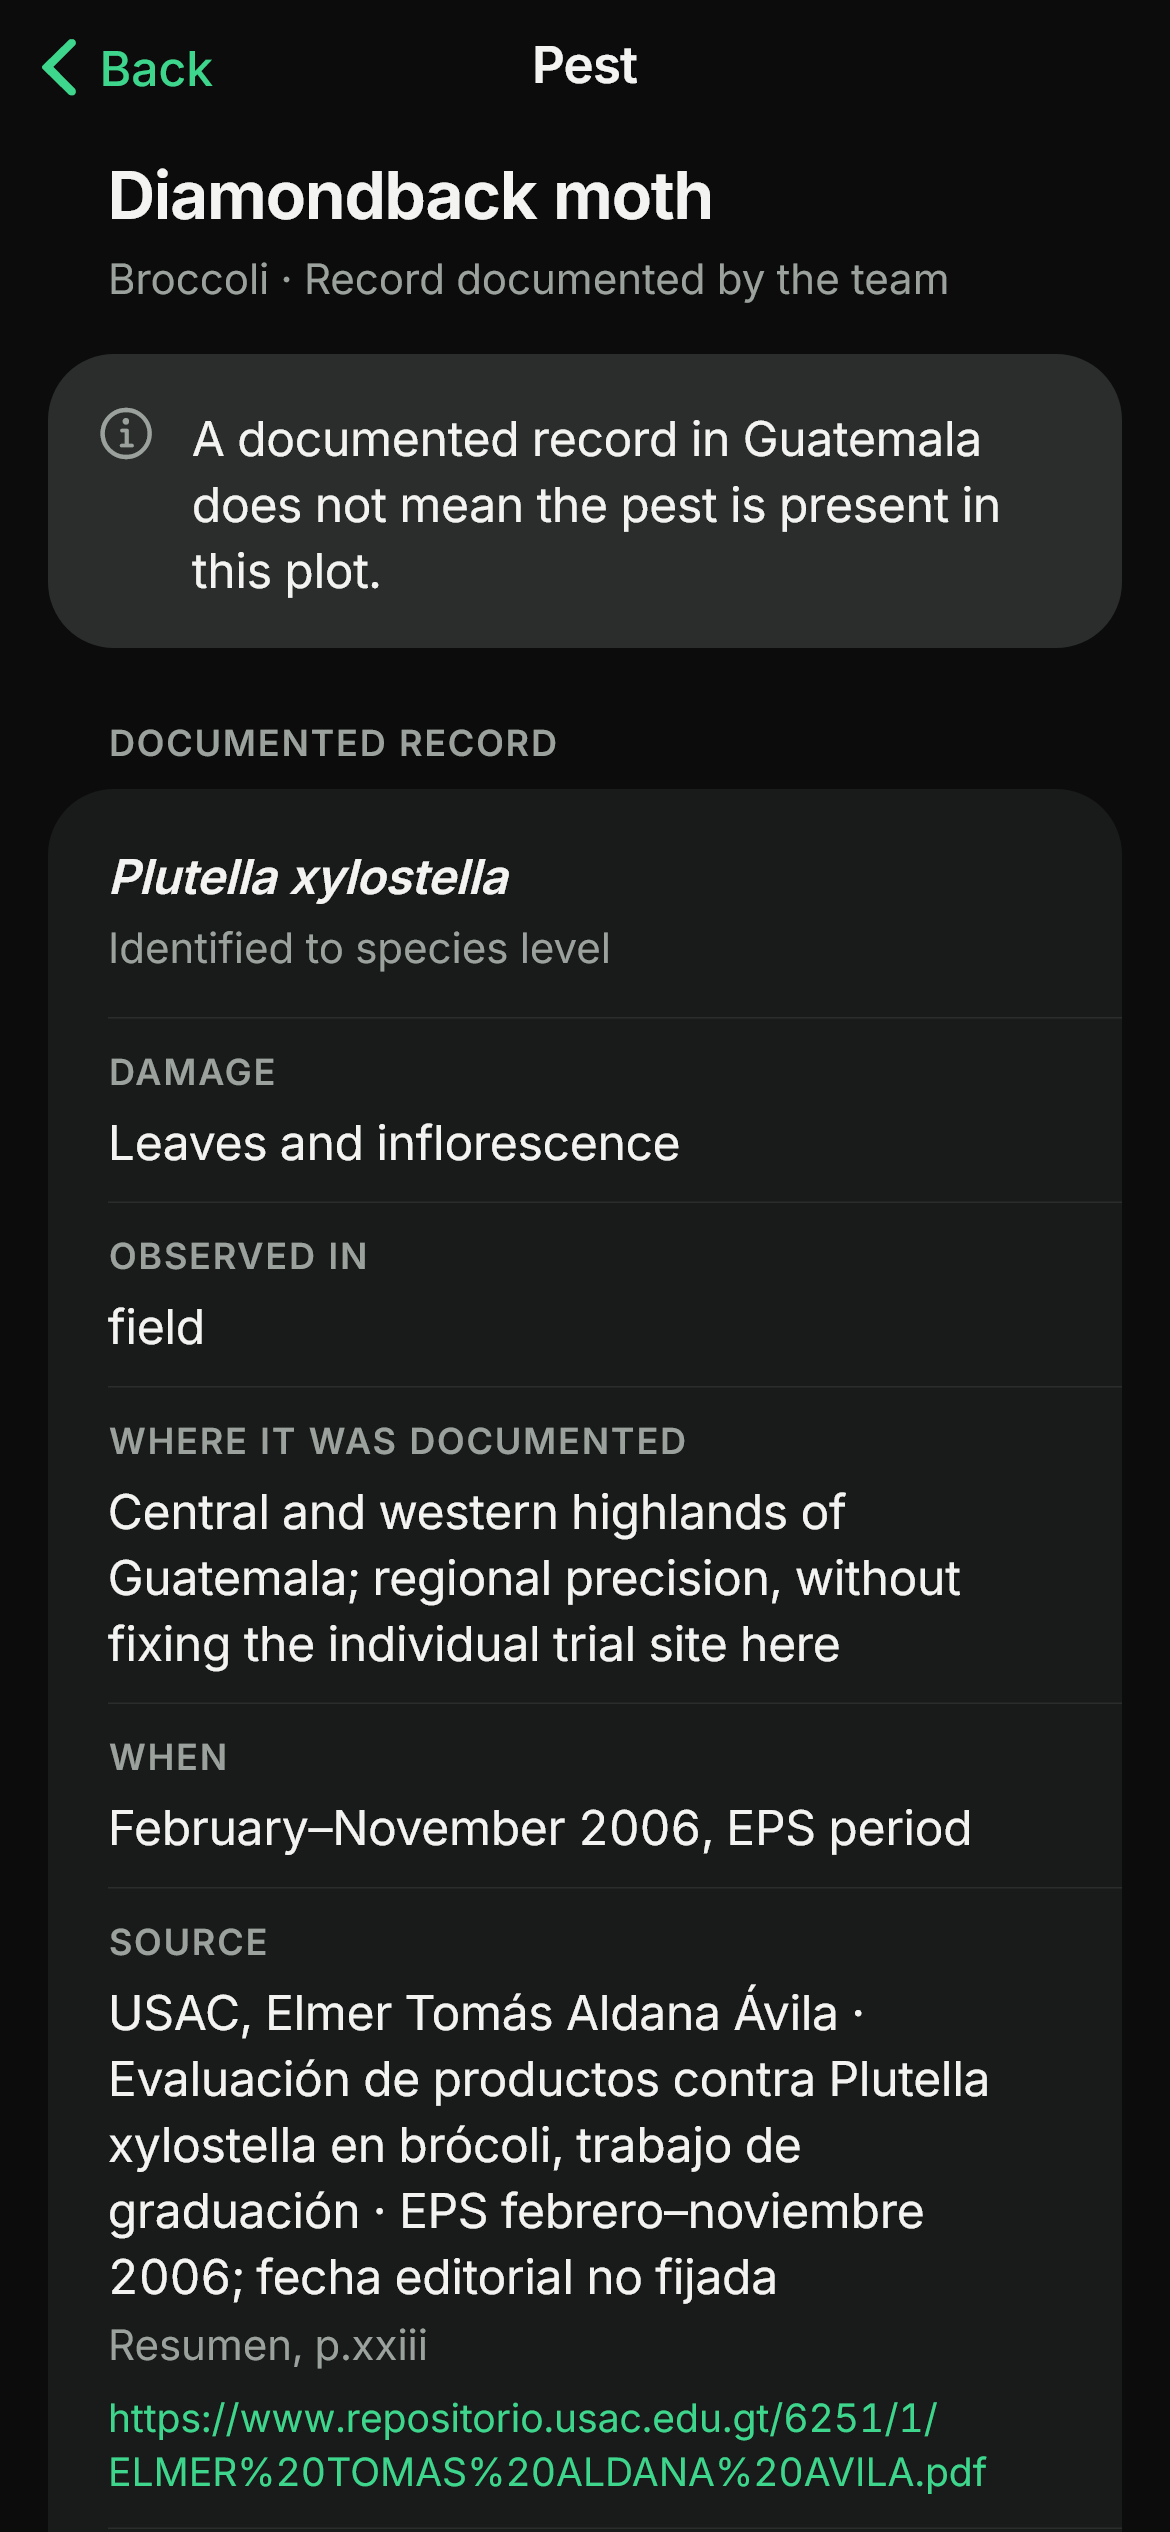 Back
Pest
Diamondback moth
Broccoli · Record documented by the team
A documented record in Guatemala
does not mean the pest is present in
this plot.
DOCUMENTED RECORD
Plutella xylostella
Identified to species level
DAMAGE
Leaves and inflorescence
OBSERVED IN
field
WHERE IT WAS DOCUMENTED
Central and western highlands of
Guatemala; regional precision, without
fixing the individual trial site here
WHEN
February–November 2006, EPS period
SOURCE
USAC, Elmer Tomás Aldana Ávila ·
Evaluación de productos contra Plutella
xylostella en brócoli, trabajo de
graduación · EPS febrero–noviembre
2006; fecha editorial no fijada
Resumen, p.xxiii
https://www.repositorio.usac.edu.gt/6251/1/
ELMER%20TOMAS%20ALDANA%20AVILA.pdf